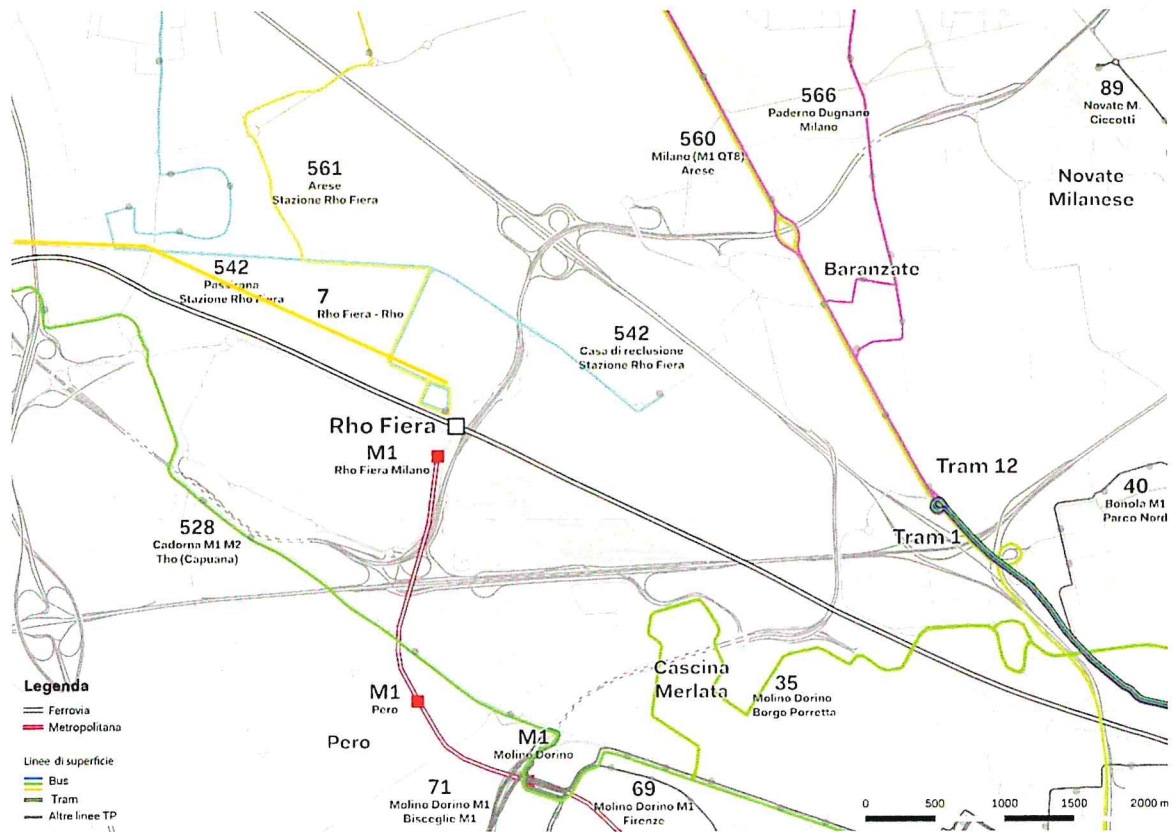 89
Novate M.
Ciccotti
566
Paderno Dugnano
Milano
560
Milano (M1 QT8)
Arese
561
Arese
Stazione Rho Fiera
Novate
Milanese
542
Passirana
Stazione Rho Fiera
7
Rho Fiera - Rho
Baranzate
542
Casa di reclusione
Stazione Rho Fiera
Rho Fiera
M1
Rho Fiera Milano
Tram 12
40
Bonola M1
Parco Nord
528
Cadorna M1 M2
Tho (Capuana)
Tram 1
Cascina
Merlata
35
Molino Dorino
Borgo Porretta
M1
Pero
Pero
M1
Molino Dorino
71
Molino Dorino M1
Bisceglie M1
69
Molino Dorino M1
Firenze
Legenda
Ferrovia
Metropolitana
Linee di superficie
Bus
Tram
Altre linee TP
0 500 1000 1500 2000 m